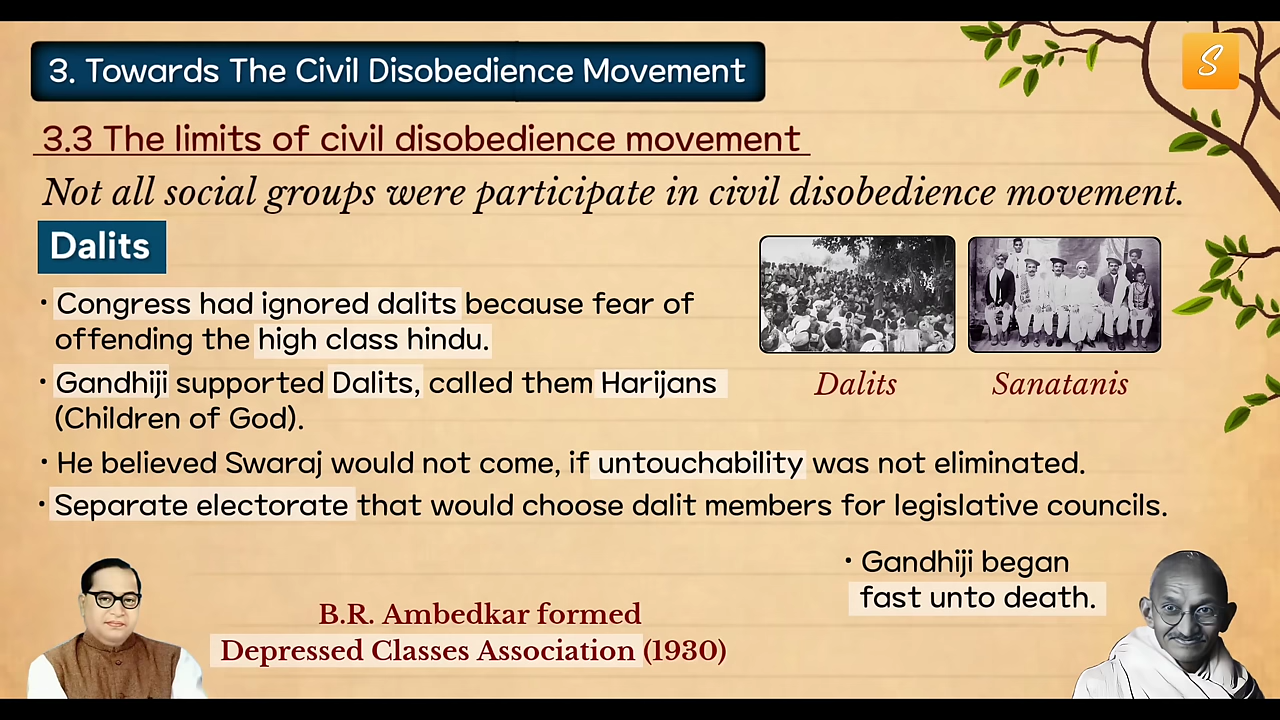 3. Towards The Civil Disobedience Movement
S
3.3 The limits of civil disobedience movement
Not all social groups were participate in civil disobedience movement.
Dalits
• Congress had ignored dalits because fear of
offending the high class hindu.
• Gandhiji supported Dalits, called them Harijans
(Children of God).
Dalits
Sanatanis
• He believed Swaraj would not come, if untouchability was not eliminated.
• Separate electorate that would choose dalit members for legislative councils.
• Gandhiji began
fast unto death.
B.R. Ambedkar formed
Depressed Classes Association (1930)